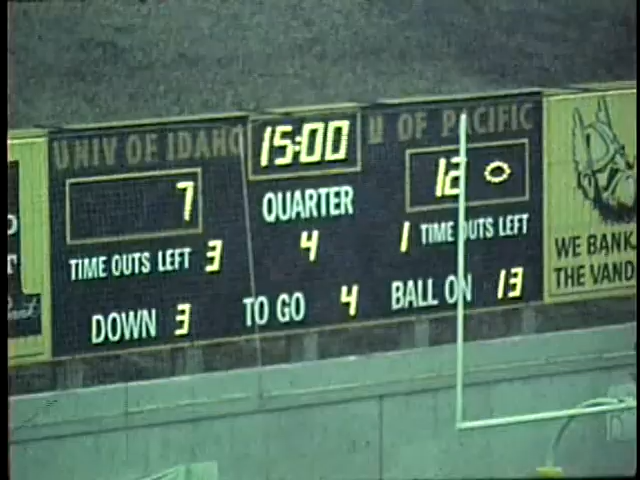 UNIV OF IDAHO 15:00 U OF PACIFIC
7 QUARTER 12
TIME OUTS LEFT 3 4 1 TIME OUTS LEFT
DOWN 3 TO GO 4 BALL ON 13
WE BANK
THE VAND